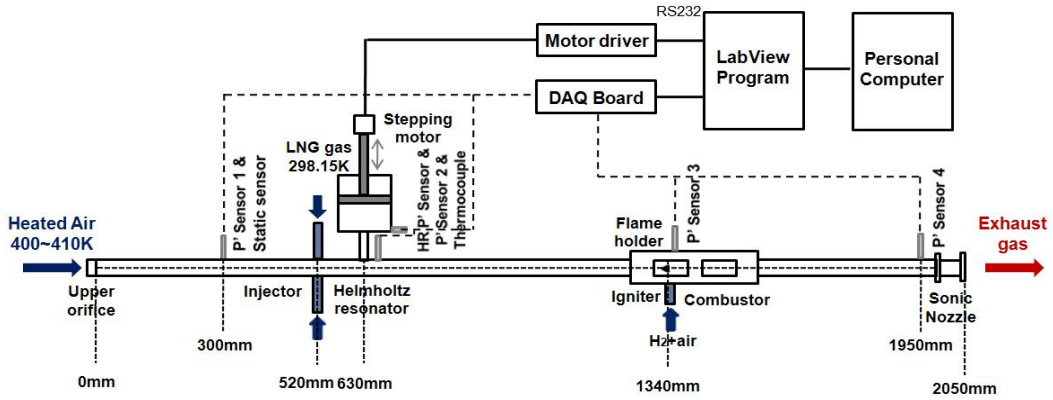 RS232
Motor driver
LabView
Program
Personal
Computer
DAQ Board
Stepping
motor
LNG gas
298.15K
P' Sensor 1 &
Static sensor
HR,P' Sensor &
P'Sensor 2 &
Thermocouple
P' Sensor 3
P' Sensor 4
Heated Air
400~410K
Flame
holder
Exhaust
gas
Upper
orifice
Injector
Helmholtz
resonator
Igniter
Combustor
Sonic
Nozzle
H2+air
300mm
1950mm
0mm
520mm
630mm
1340mm
2050mm